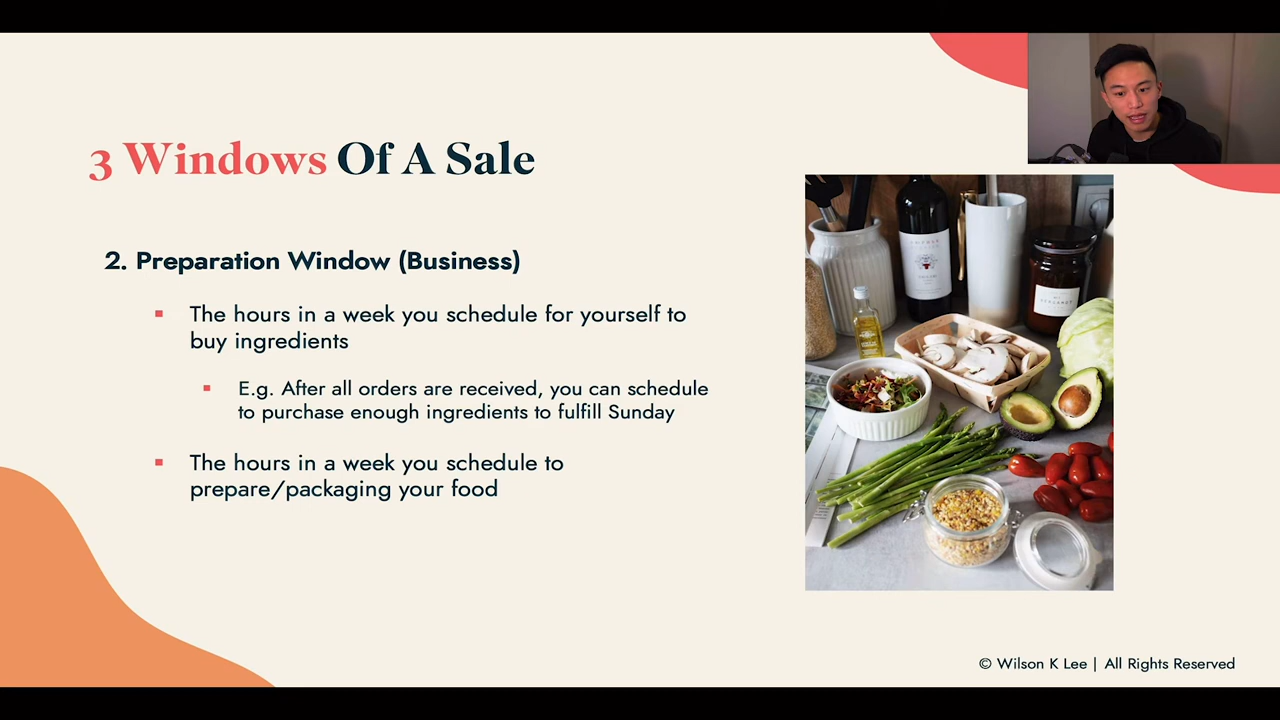 3 Windows Of A Sale
2. Preparation Window (Business)
The hours in a week you schedule for yourself to
buy ingredients
E.g. After all orders are received, you can schedule
to purchase enough ingredients to fulfill Sunday
The hours in a week you schedule to
prepare/packaging your food
© Wilson K Lee | All Rights Reserved